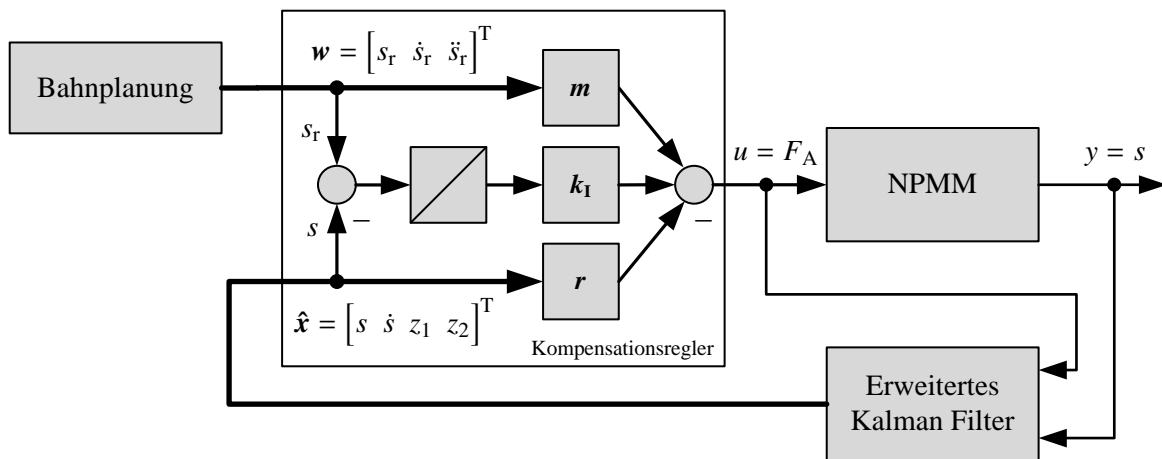 Bahnplanung
w = [s_r ṡ_r s̈_r]^T
m
s_r
k_I
u = F_A
NPMM
y = s
s
−
−
r
x̂ = [s ṡ z_1 z_2]^T
Kompensationsregler
Erweitertes
Kalman Filter